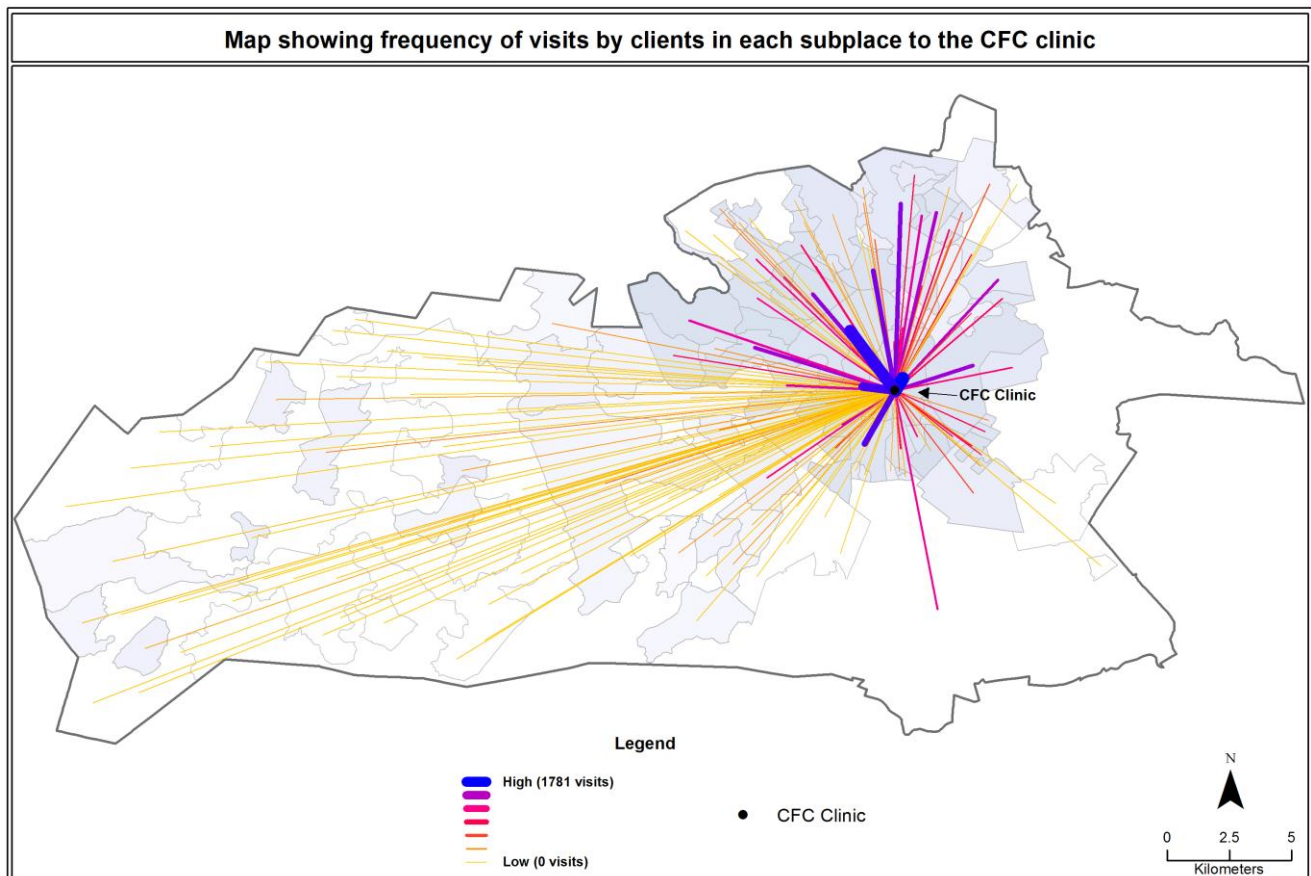 Map showing frequency of visits by clients in each subplace to the CFC clinic
CFC Clinic
Legend
High (1781 visits)
CFC Clinic
Low (0 visits)
N
0 2.5 5
Kilometers